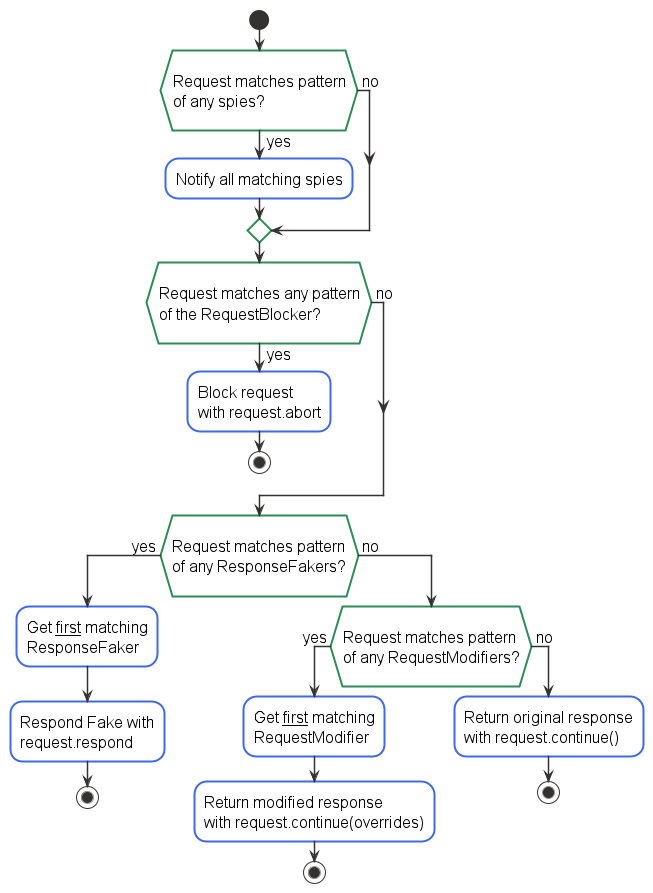 Request matches pattern
of any spies?
no
yes
Notify all matching spies
Request matches any pattern
of the RequestBlocker?
no
yes
Block request
with request.abort
yes
Request matches pattern
of any ResponseFakers?
no
Get first matching
ResponseFaker
Respond Fake with
request.respond
yes
Request matches pattern
of any RequestModifiers?
no
Get first matching
RequestModifier
Return modified response
with request.continue(overrides)
Return original response
with request.continue()